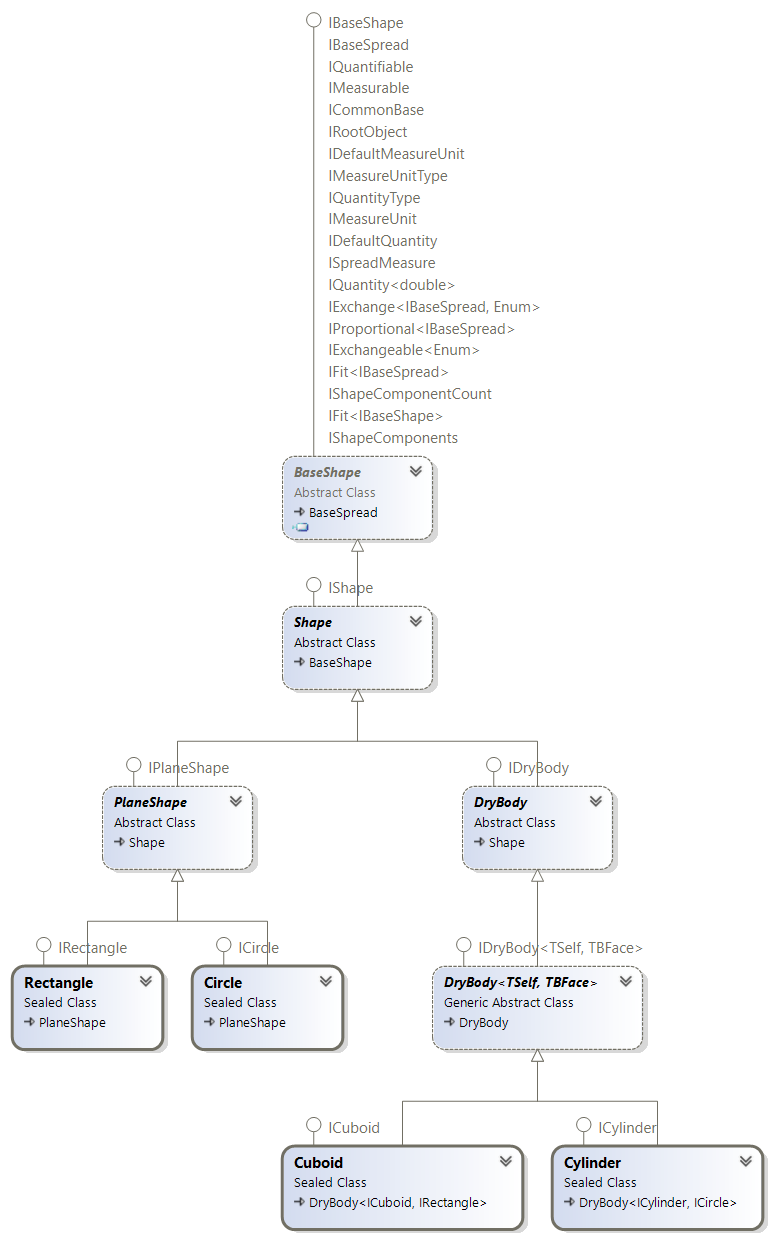 IBaseShape
IBaseSpread
IQuantifiable
IMeasurable
ICommonBase
IRootObject
IDefaultMeasureUnit
IMeasureUnitType
IQuantityType
IMeasureUnit
IDefaultQuantity
ISpreadMeasure
IQuantity<double>
IExchange<IBaseSpread, Enum>
IProportional<IBaseSpread>
IExchangeable<Enum>
IFit<IBaseSpread>
IShapeComponentCount
IFit<IBaseShape>
IShapeComponents
BaseShape
Abstract Class
BaseSpread
IShape
Shape
Abstract Class
BaseShape
IPlaneShape
PlaneShape
Abstract Class
Shape
IDryBody
DryBody
Abstract Class
Shape
IRectangle
Rectangle
Sealed Class
PlaneShape
ICircle
Circle
Sealed Class
PlaneShape
IDryBody<TSelf, TBFace>
DryBody<TSelf, TBFace>
Generic Abstract Class
DryBody
ICuboid
Cuboid
Sealed Class
DryBody<ICuboid, IRectangle>
ICylinder
Cylinder
Sealed Class
DryBody<ICylinder, ICircle>